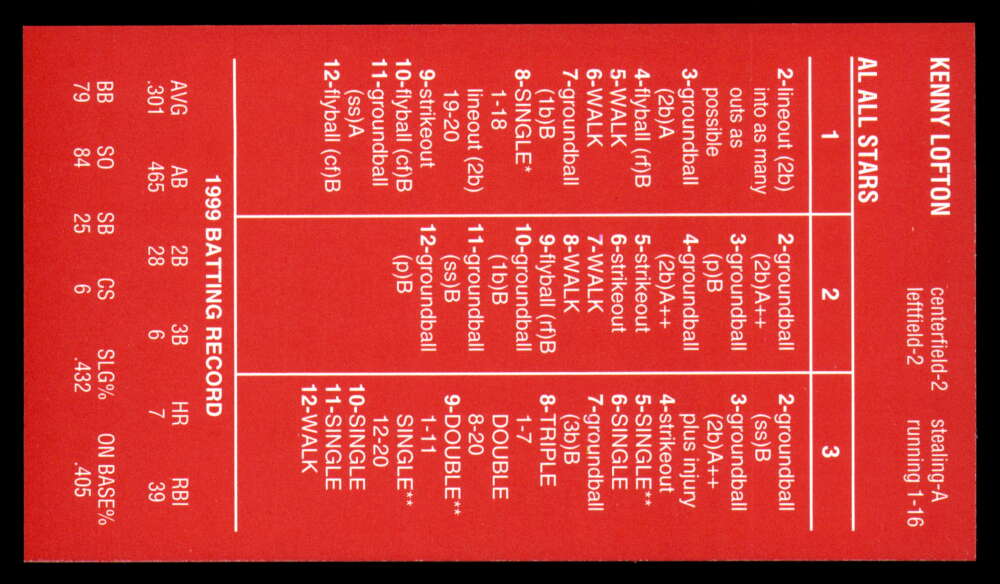 KENNY LOFTON
centerfield-2 stealing-A
leftfield-2 running 1-16
AL ALL STARS
1
2-lineout (2b)
into as many
outs as
possible
3-groundball
(2b)A
4-flyball (rf)B
5-WALK
6-WALK
7-groundball
(1b)B
8-SINGLE*
1-18
lineout (2b)
19-20
9-strikeout
10-flyball (cf)B
11-groundball
(ss)A
12-flyball (cf)B
2
2-groundball
(2b)A++
3-groundball
(p)B
4-groundball
(2b)A++
5-strikeout
6-strikeout
7-WALK
8-WALK
9-flyball (rf)B
10-groundball
(1b)B
11-groundball
(ss)B
12-groundball
(p)B
3
2-groundball
(ss)B
3-groundball
(2b)A++
4-strikeout
plus injury
5-SINGLE**
6-SINGLE
7-groundball
(3b)B
8-TRIPLE
1-7
DOUBLE
8-20
9-DOUBLE**
1-11
SINGLE**
12-20
10-SINGLE
11-SINGLE
12-WALK
1999 BATTING RECORD
AVG AB 2B 3B HR RBI
.301 465 28 6 7 39
BB SO SB CS SLG% ON BASE%
79 84 25 6 .432 .405